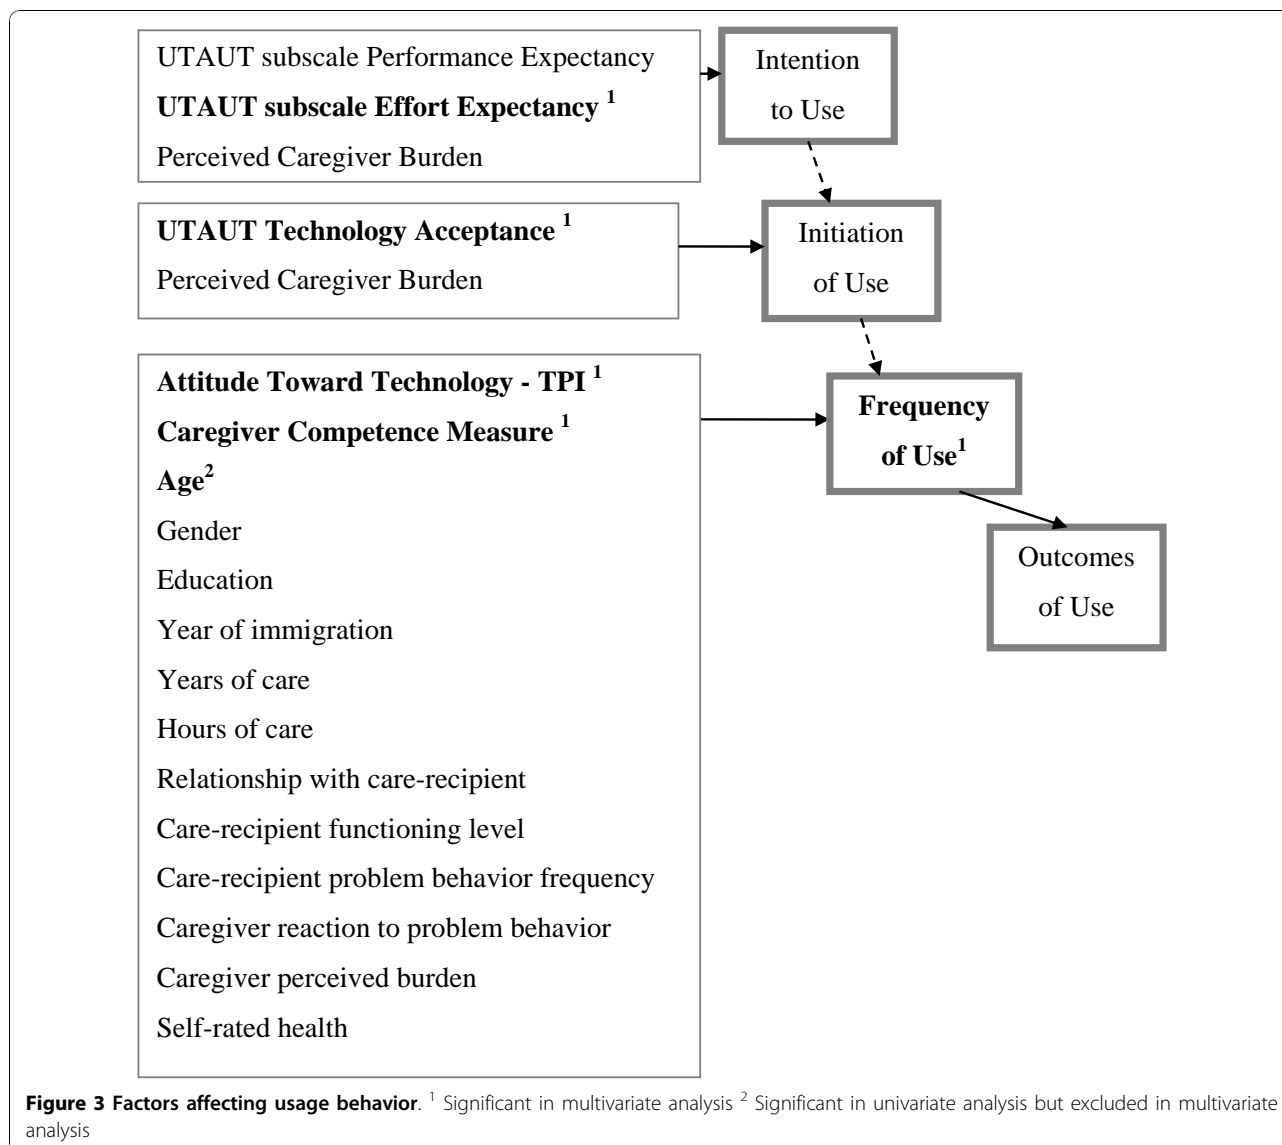 UTAUT subscale Performance Expectancy
UTAUT subscale Effort Expectancy 1
Perceived Caregiver Burden
Intention
to Use
UTAUT Technology Acceptance 1
Perceived Caregiver Burden
Initiation
of Use
Attitude Toward Technology - TPI 1
Caregiver Competence Measure 1
Age2
Gender
Education
Year of immigration
Years of care
Hours of care
Relationship with care-recipient
Care-recipient functioning level
Care-recipient problem behavior frequency
Caregiver reaction to problem behavior
Caregiver perceived burden
Self-rated health
Frequency
of Use1
Outcomes
of Use
Figure 3 Factors affecting usage behavior. 1 Significant in multivariate analysis 2 Significant in univariate analysis but excluded in multivariate
analysis